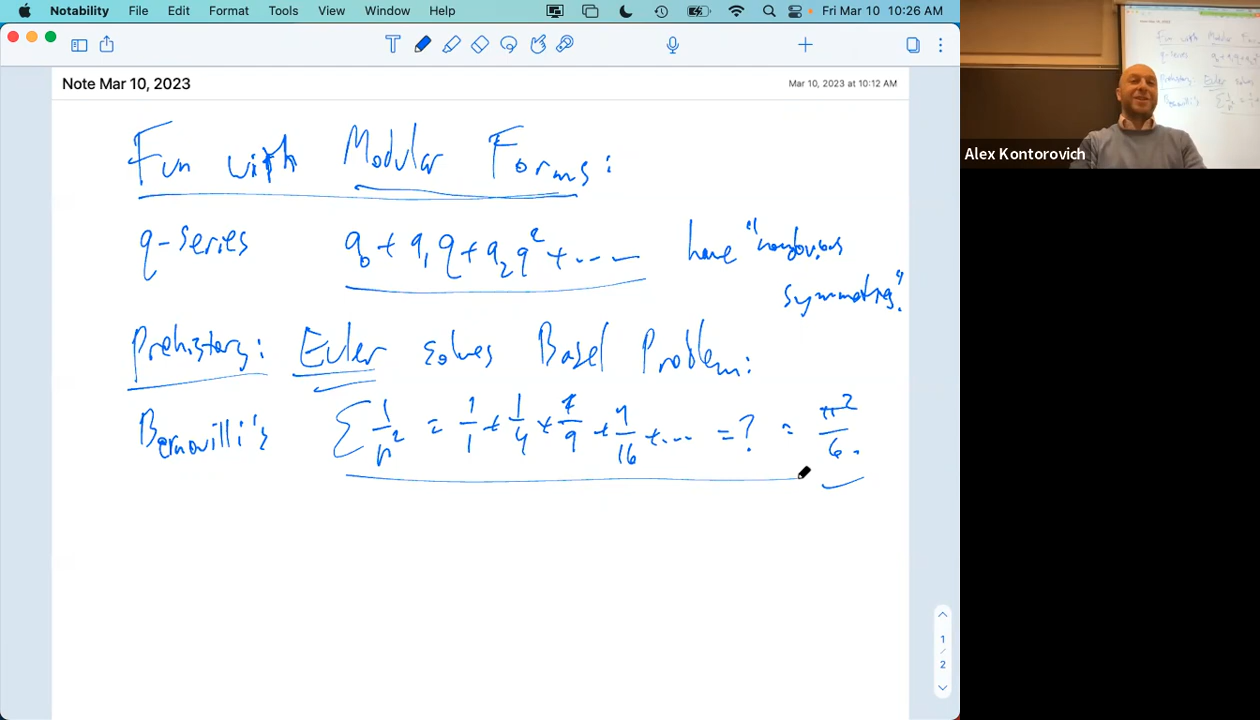 Notability File Edit Format Tools View Window Help Fri Mar 10 10:26 AM
Note Mar 10, 2023
Mar 10, 2023 at 10:12 AM
Alex Kontorovich
Fun with Modular Forms:
q-series a₀ + a₁q + a₂q² + ... have "nonobvious
symmetries."
Prehistory: Euler solves Basel Problem:
Bernoulli's ∑ 1/n² = 1/1 + 1/4 + 1/9 + 1/16 + ... = ? = π²/6.
1
/
2